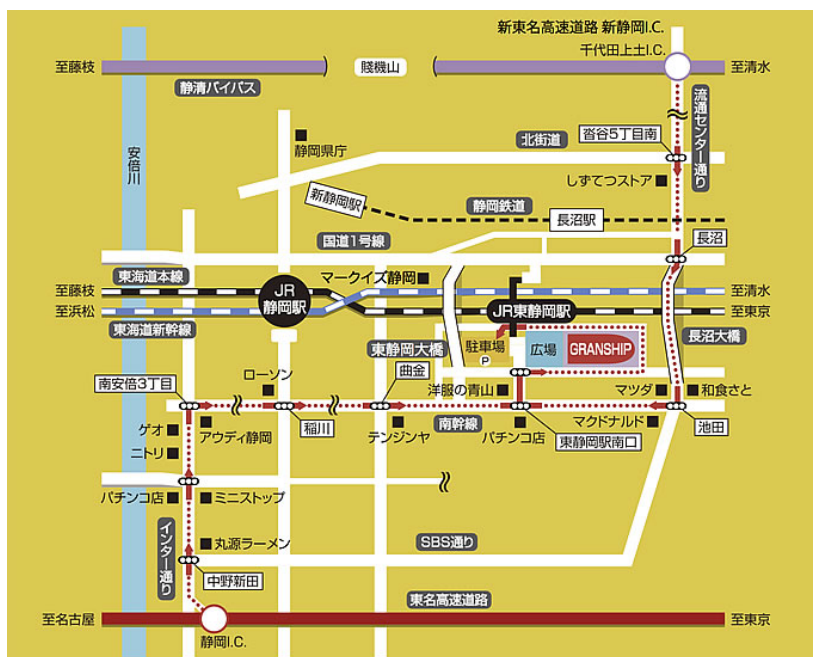 新東名高速道路 新静岡I.C.
千代田上土I.C.
至藤枝
賤機山
至清水
静清バイパス
流通センター通り
安倍川
静岡県庁
北街道
沓谷5丁目南
しずてつストア
新静岡駅
静岡鉄道
長沼駅
国道1号線
長沼
東海道本線
マークイズ静岡
至藤枝
JR
静岡駅
至清水
至浜松
JR東静岡駅
至東京
東海道新幹線
東静岡大橋
駐車場
P
広場
GRANSHIP
長沼大橋
南安倍3丁目
ローソン
曲金
洋服の青山
マツダ
和食さと
ゲオ
アウディ静岡
稲川
テンジンヤ
南幹線
パチンコ店
東静岡駅南口
マクドナルド
池田
ニトリ
パチンコ店
ミニストップ
インター通り
丸源ラーメン
SBS通り
中野新田
東名高速道路
至名古屋
至東京
静岡I.C.